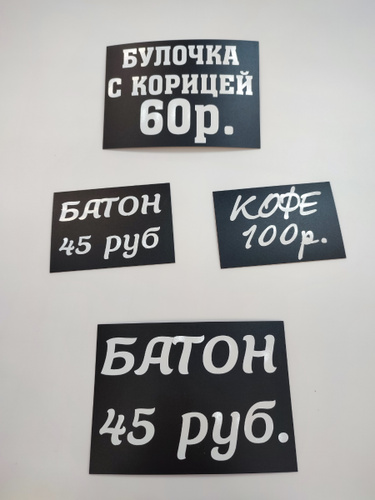 БУЛОЧКА
С КОРИЦЕЙ
60р.
БАТОН
45 руб
КОФЕ
100р.
БАТОН
45 руб.